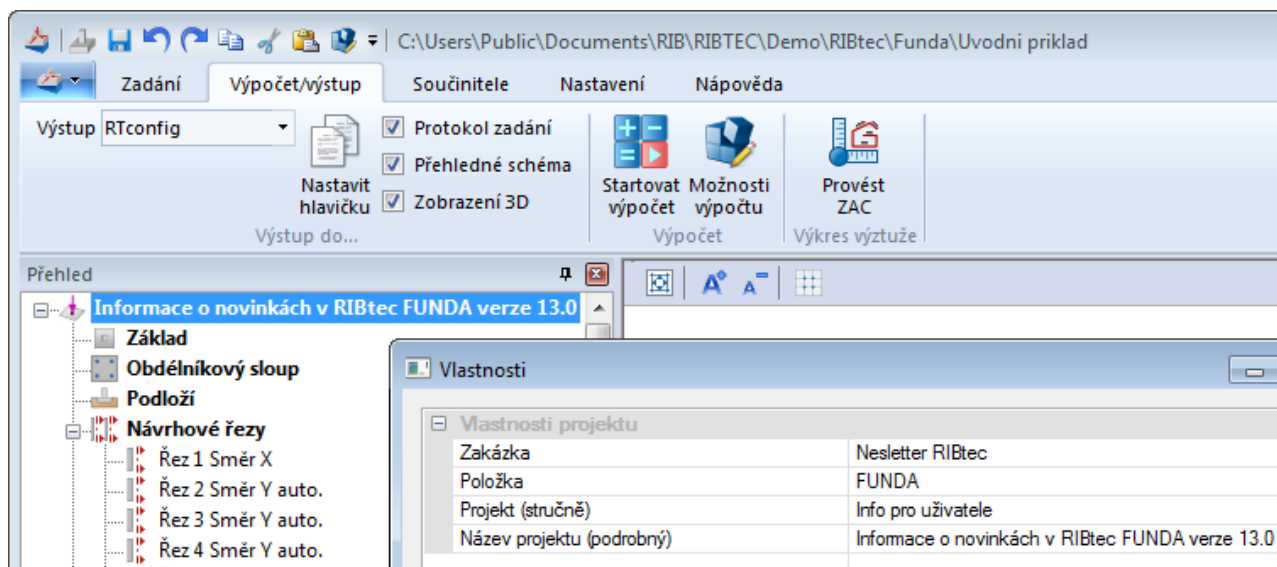 C:\Users\Public\Documents\RIB\RIBTEC\Demo\RIBtec\Funda\Uvodni priklad
Zadání Výpočet/výstup Součinitele Nastavení Nápověda
Výstup RTconfig
Nastavit hlavičku
Protokol zadání
Přehledné schéma
Zobrazení 3D
Výstup do...
Startovat výpočet
Možnosti výpočtu
Výpočet
Provést ZAC
Výkres výztuže
Přehled
Informace o novinkách v RIBtec FUNDA verze 13.0
Základ
Obdélníkový sloup
Podloží
Návrhové řezy
Řez 1 Směr X
Řez 2 Směr Y auto.
Řez 3 Směr Y auto.
Řez 4 Směr Y auto.
Vlastnosti
Vlastnosti projektu
Zakázka Nesletter RIBtec
Položka FUNDA
Projekt (stručně) Info pro uživatele
Název projektu (podrobný) Informace o novinkách v RIBtec FUNDA verze 13.0